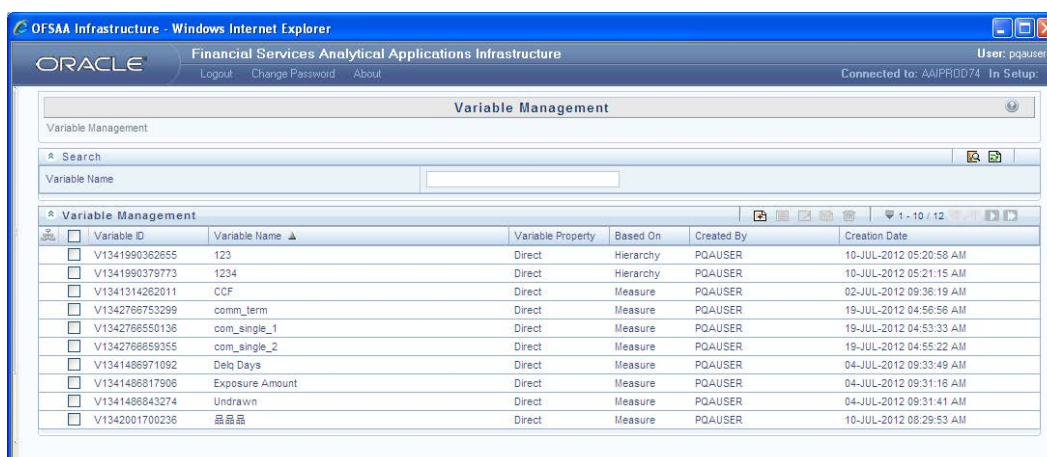 OFSAA Infrastructure - Windows Internet Explorer
ORACLE Financial Services Analytical Applications Infrastructure User: pqauser
Logout Change Password About Connected to: AAIPROD74 In Setup:
Variable Management
Variable Management
Search
Variable Name
Variable Management 1 - 10 / 12
Variable ID Variable Name Variable Property Based On Created By Creation Date
V1341990362655 123 Direct Hierarchy PQAUSER 10-JUL-2012 05:20:58 AM
V1341990379773 1234 Direct Hierarchy PQAUSER 10-JUL-2012 05:21:15 AM
V1341314262011 CCF Direct Measure PQAUSER 02-JUL-2012 09:36:19 AM
V1342766753299 comm_term Direct Measure PQAUSER 19-JUL-2012 04:56:56 AM
V1342766550136 com_single_1 Direct Measure PQAUSER 19-JUL-2012 04:53:33 AM
V1342766659355 com_single_2 Direct Measure PQAUSER 19-JUL-2012 04:55:22 AM
V1341486971092 Delq Days Direct Measure PQAUSER 04-JUL-2012 09:33:49 AM
V1341486817906 Exposure Amount Direct Measure PQAUSER 04-JUL-2012 09:31:16 AM
V1341486843274 Undrawn Direct Measure PQAUSER 04-JUL-2012 09:31:41 AM
V1342001700236 品品品 Direct Measure PQAUSER 10-JUL-2012 08:29:53 AM